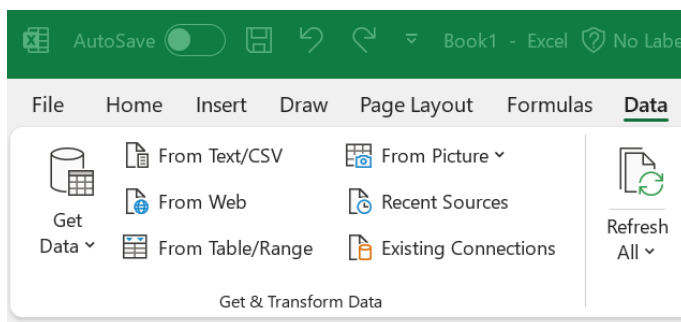 AutoSave Book1 - Excel No Labe
File Home Insert Draw Page Layout Formulas Data
From Text/CSV From Picture
From Web Recent Sources
Get
Data
From Table/Range Existing Connections
Refresh
All
Get & Transform Data